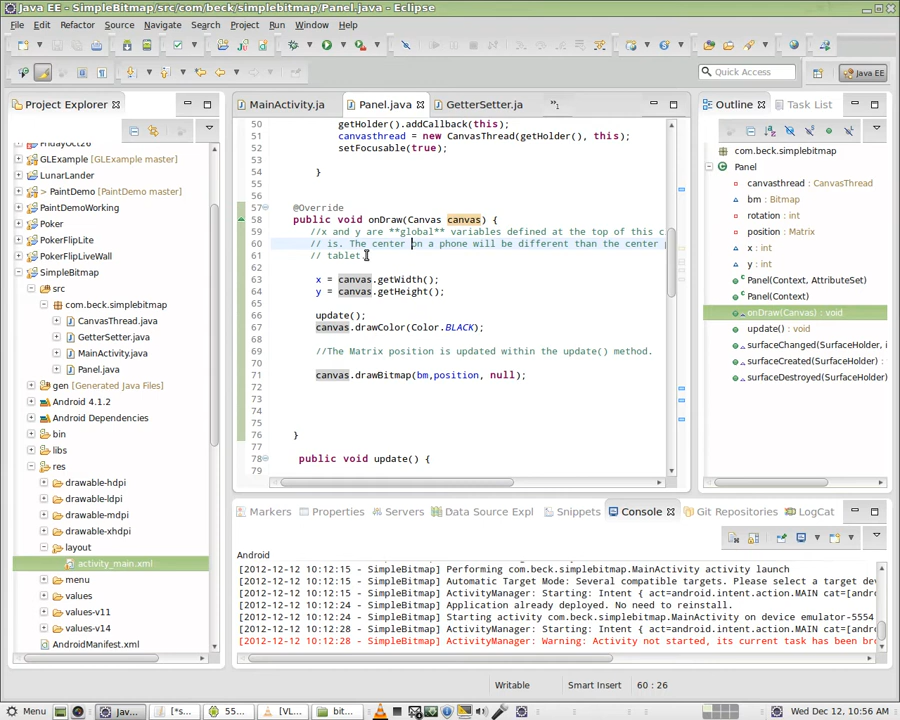 Java EE - SimpleBitmap/src/com/beck/simplebitmap/Panel.java - Eclipse
File Edit Refactor Source Navigate Search Project Run Window Help
Quick Access
Java EE
Project Explorer
FridayOct26
GLExample [GLExample master]
LunarLander
> PaintDemo [PaintDemo master]
PaintDemoWorking
Poker
PokerFlipLite
PokerFlipLiveWall
SimpleBitmap
src
com.beck.simplebitmap
CanvasThread.java
GetterSetter.java
MainActivity.java
Panel.java
gen [Generated Java Files]
Android 4.1.2
Android Dependencies
bin
libs
res
drawable-hdpi
drawable-ldpi
drawable-mdpi
drawable-xhdpi
layout
activity_main.xml
menu
values
values-v11
values-v14
AndroidManifest.xml
MainActivity.ja Panel.java GetterSetter.ja »1
50 getHolder().addCallback(this);
51 canvasthread = new CanvasThread(getHolder(), this);
52 setFocusable(true);
53
54 }
55
56
57 @Override
58 public void onDraw(Canvas canvas) {
59 //x and y are **global** variables defined at the top of this c
60 // is. The center on a phone will be different than the center
61 // tablet.
62
63 x = canvas.getWidth();
64 y = canvas.getHeight();
65
66 update();
67 canvas.drawColor(Color.BLACK);
68
69 //The Matrix position is updated within the update() method.
70
71 canvas.drawBitmap(bm,position, null);
72
73
74
75
76 }
77
78 public void update() {
79
Outline Task List
com.beck.simplebitmap
Panel
canvasthread : CanvasThread
bm : Bitmap
rotation : int
position : Matrix
x : int
y : int
Panel(Context, AttributeSet)
Panel(Context)
onDraw(Canvas) : void
update() : void
surfaceChanged(SurfaceHolder, i
surfaceCreated(SurfaceHolder) :
surfaceDestroyed(SurfaceHolder)
Markers Properties Servers Data Source Expl Snippets Console Git Repositories LogCat
Android
[2012-12-12 10:12:15 - SimpleBitmap] Performing com.beck.simplebitmap.MainActivity activity launch
[2012-12-12 10:12:15 - SimpleBitmap] Automatic Target Mode: Several compatible targets. Please select a target dev
[2012-12-12 10:12:15 - SimpleBitmap] ActivityManager: Starting: Intent { act=android.intent.action.MAIN cat=[andro
[2012-12-12 10:12:24 - SimpleBitmap] Application already deployed. No need to reinstall.
[2012-12-12 10:12:24 - SimpleBitmap] Starting activity com.beck.simplebitmap.MainActivity on device emulator-5554
[2012-12-12 10:12:28 - SimpleBitmap] ActivityManager: Starting: Intent { act=android.intent.action.MAIN cat=[andro
[2012-12-12 10:12:28 - SimpleBitmap] ActivityManager: Warning: Activity not started, its current task has been bro
Writable Smart Insert 60 : 26
Menu Jav... [*s... 55... [VL... bit... Wed Dec 12, 10:56 AM